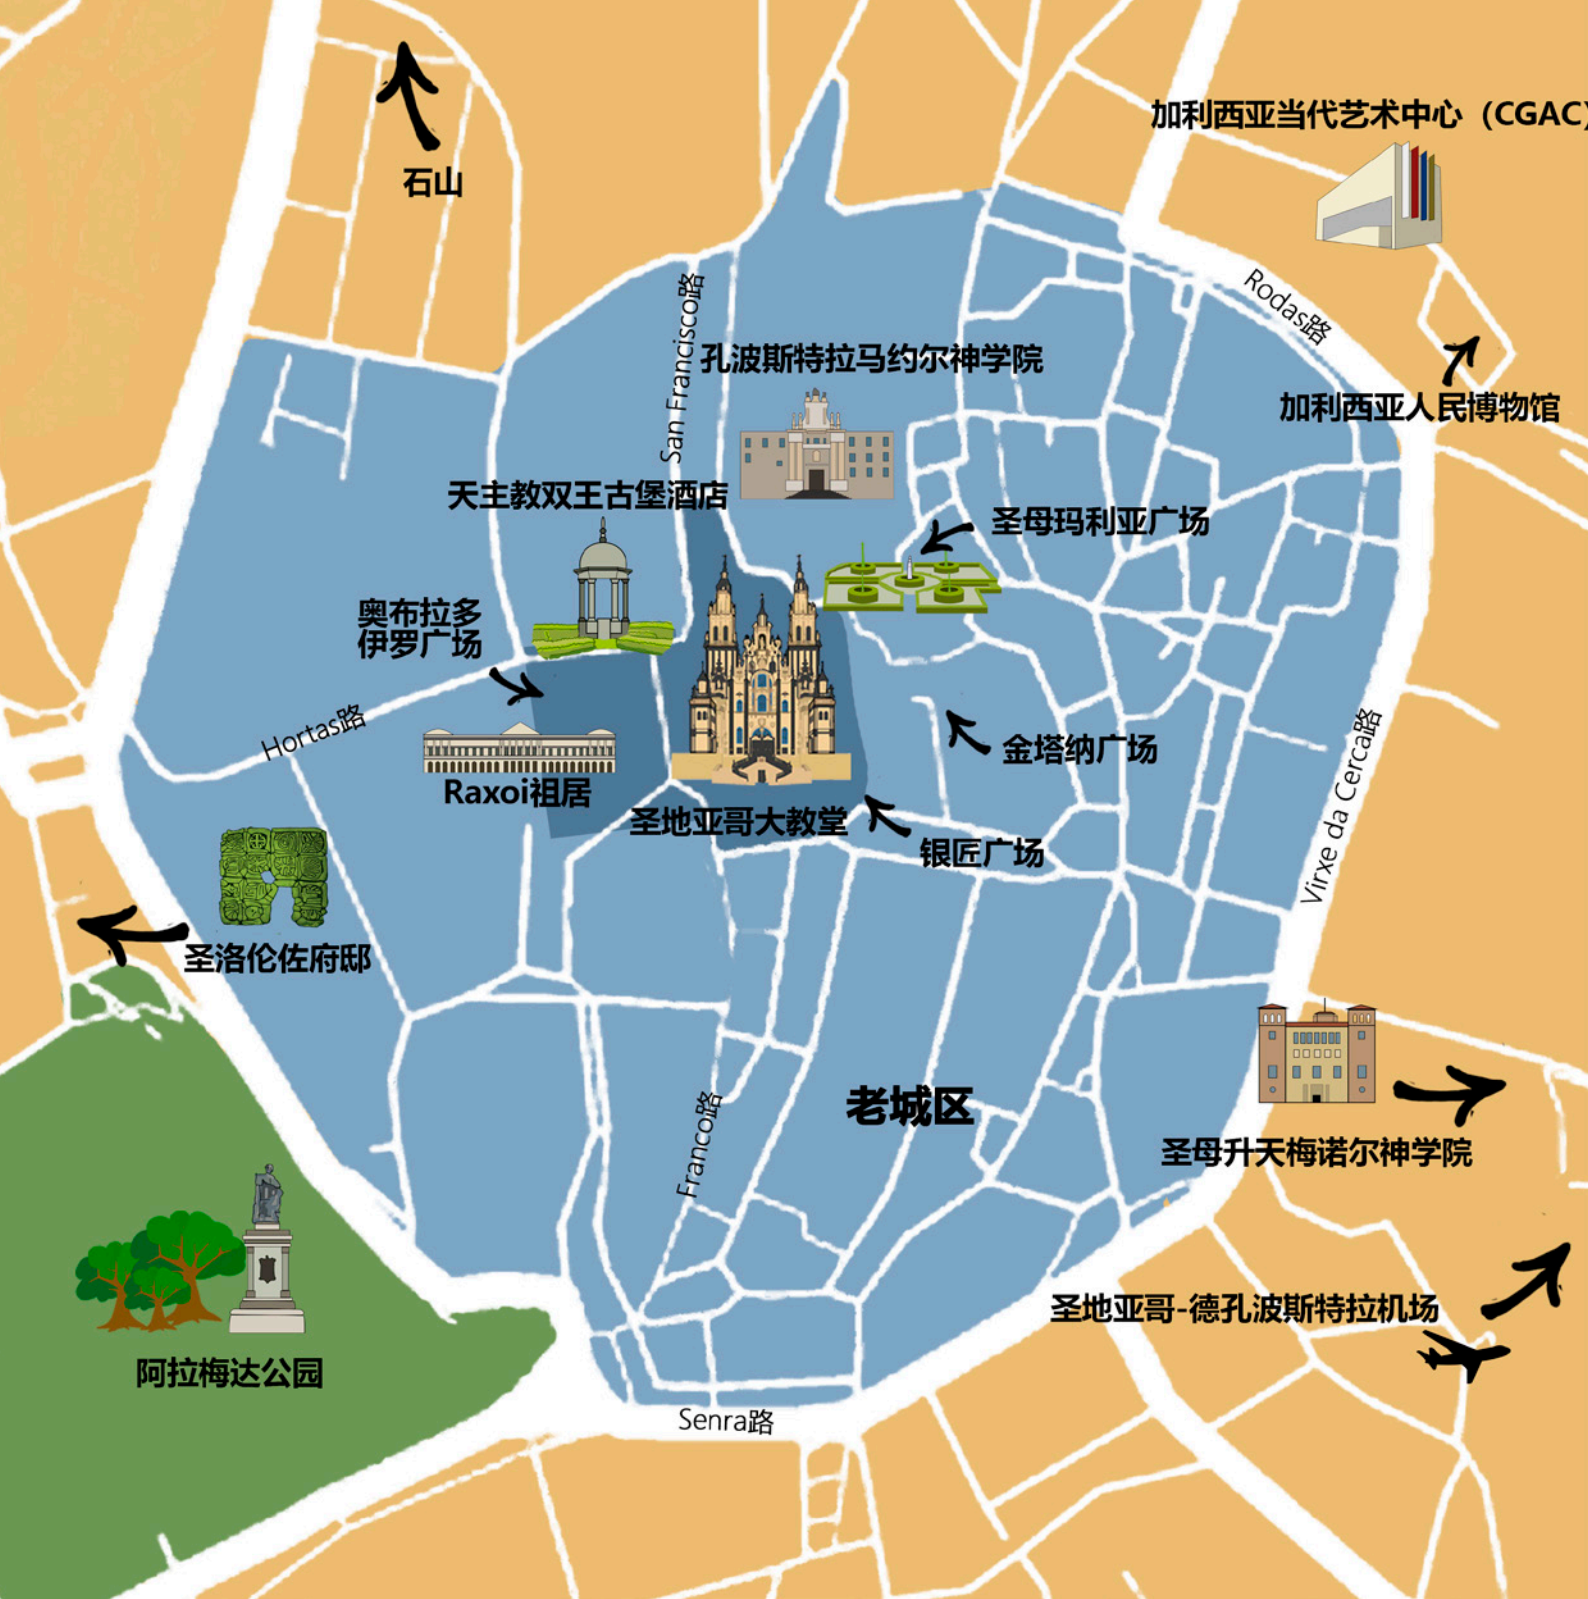 加利西亚当代艺术中心（CGAC）
石山
Rodas路
San Francisco路
孔波斯特拉马约尔神学院
加利西亚人民博物馆
天主教双王古堡酒店
圣母玛利亚广场
奥布拉多
伊罗广场
Hortas路
金塔纳广场
Virxe da Cerca路
Raxoi祖居
圣地亚哥大教堂
银匠广场
圣洛伦佐府邸
老城区
Franco路
圣母升天梅诺尔神学院
圣地亚哥-德孔波斯特拉机场
阿拉梅达公园
Senra路